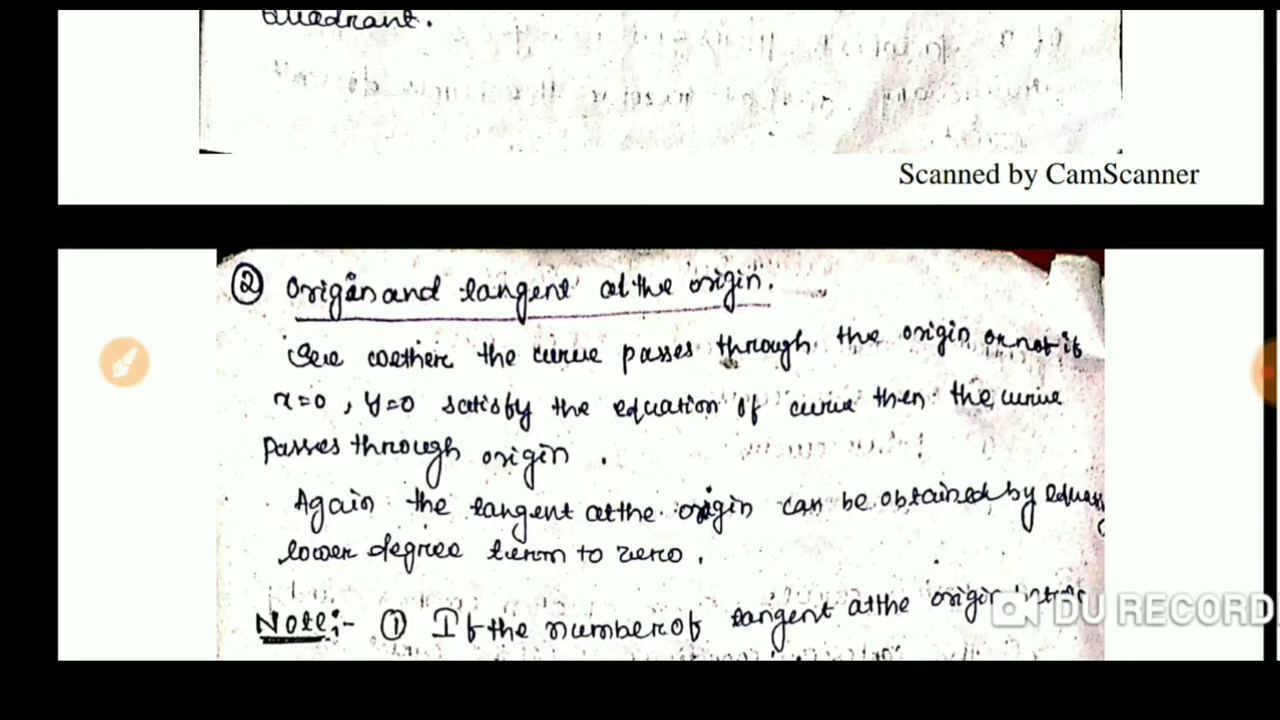 Quadrant.
Scanned by CamScanner
② Origin and tangent at the origin.
See wether the curve passes through the origin or not if
x=0, y=0 satisfy the equation of curve then the curve
Passes through origin.
Again the tangent at the origin can be obtained by
lower degree term to zero.
Note:- ① If the number of tangent at the origin
DU RECORD